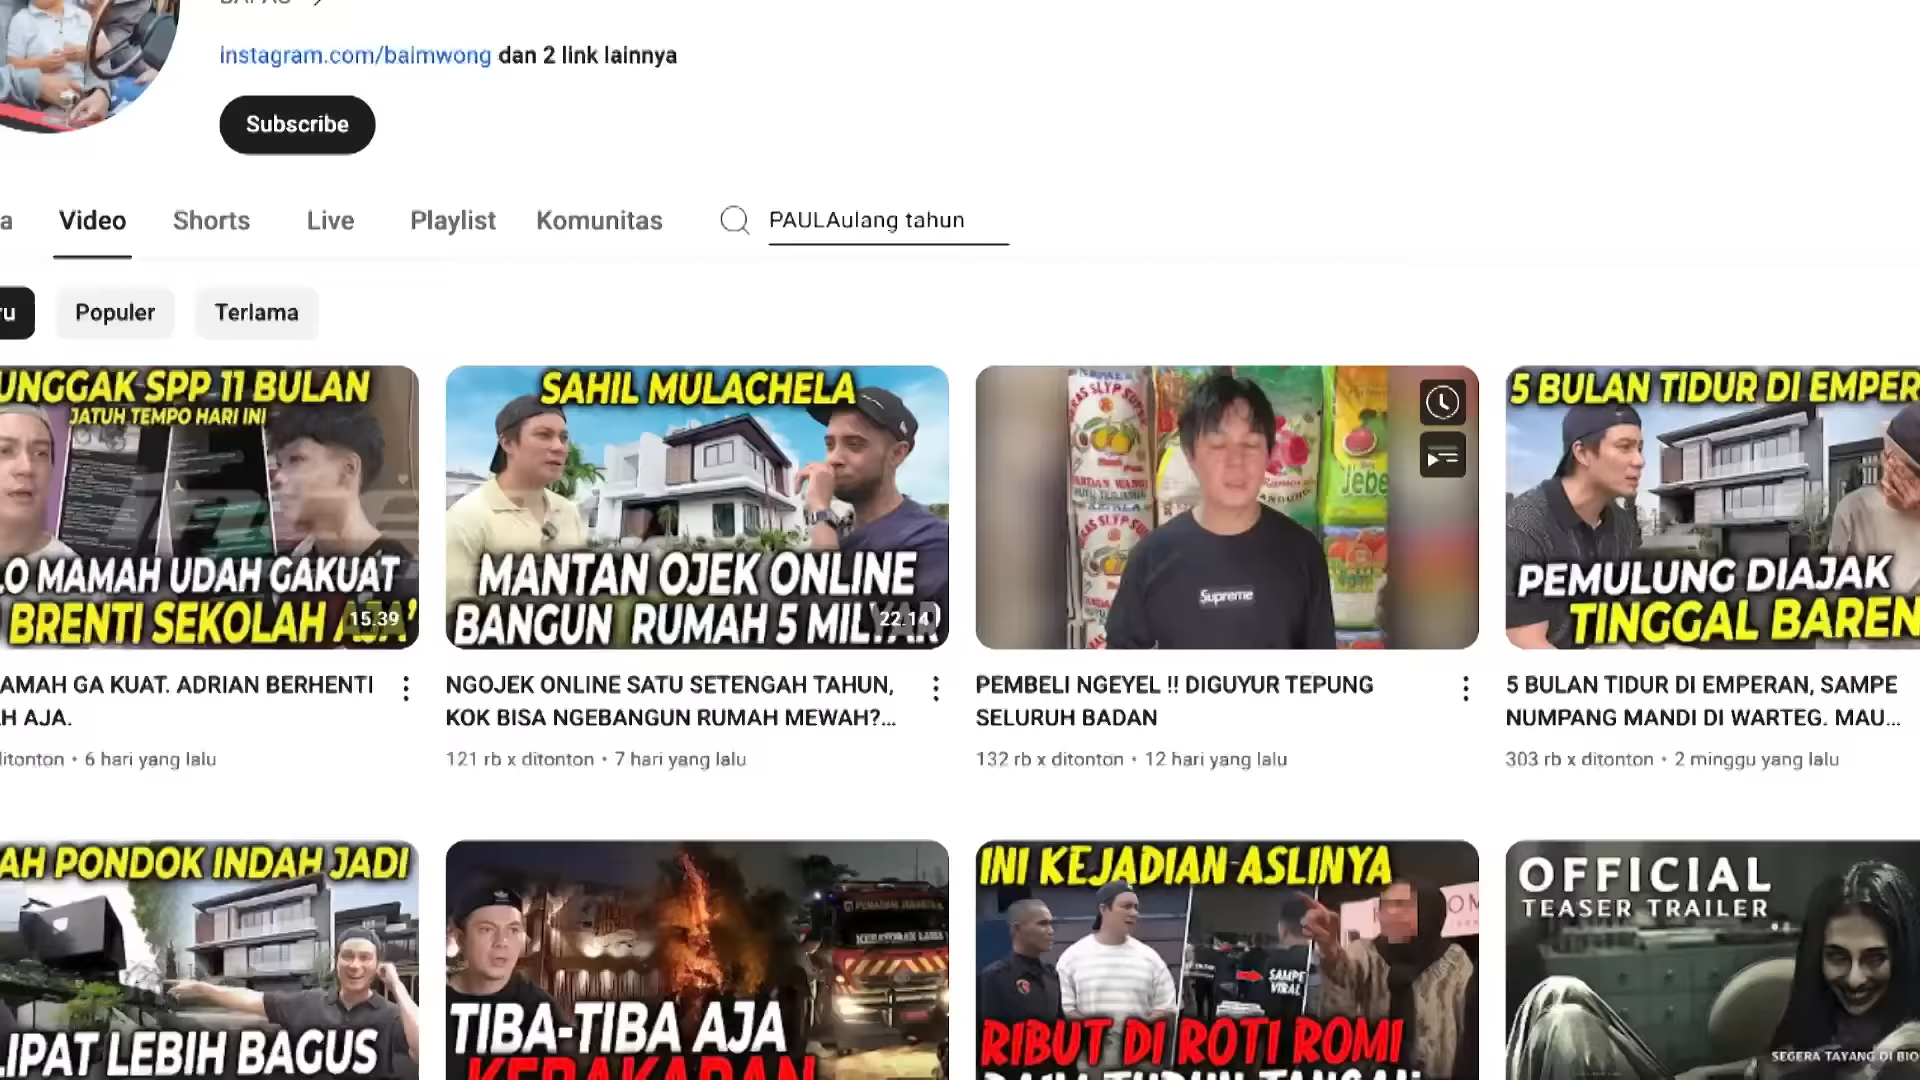 instagram.com/baimwong dan 2 link lainnya
Subscribe
Video
Shorts
Live
Playlist
Komunitas
PAULAulang tahun
Populer
Terlama
UNGGAK SPP 11 BULAN
JATUH TEMPO HARI INI
LO MAMAH UDAH GAKUAT
BRENTI SEKOLAH AJA'
15.39
SAHIL MULACHELA
MANTAN OJEK ONLINE
BANGUN RUMAH 5 MILYAR
22.14
Supreme
5 BULAN TIDUR DI EMPER
PEMULUNG DIAJAK
TINGGAL BAREN
AMAH GA KUAT. ADRIAN BERHENTI
H AJA.
ditonton • 6 hari yang lalu
NGOJEK ONLINE SATU SETENGAH TAHUN,
KOK BISA NGEBANGUN RUMAH MEWAH?...
121 rb x ditonton • 7 hari yang lalu
PEMBELI NGEYEL !! DIGUYUR TEPUNG
SELURUH BADAN
132 rb x ditonton • 12 hari yang lalu
5 BULAN TIDUR DI EMPERAN, SAMPE
NUMPANG MANDI DI WARTEG. MAU...
303 rb x ditonton • 2 minggu yang lalu
AH PONDOK INDAH JADI
LIPAT LEBIH BAGUS
TIBA-TIBA AJA
KEBAKARAN
INI KEJADIAN ASLINYA
SAMPE
VIRAL
RIBUT DI ROTI ROMI
OFFICIAL
TEASER TRAILER
SEGERA TAYANG DI BIO